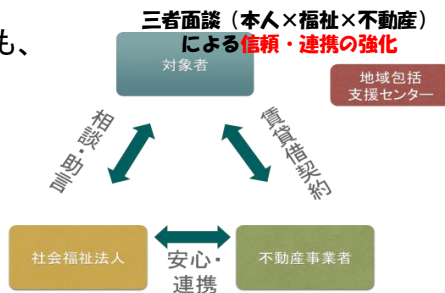 三者面談（本人×福祉×不動産）
による信頼・連携の強化
も、
対象者
地域包括
支援センター
相談・助言
賃貸借契約
社会福祉法人
安心・
連携
不動産事業者